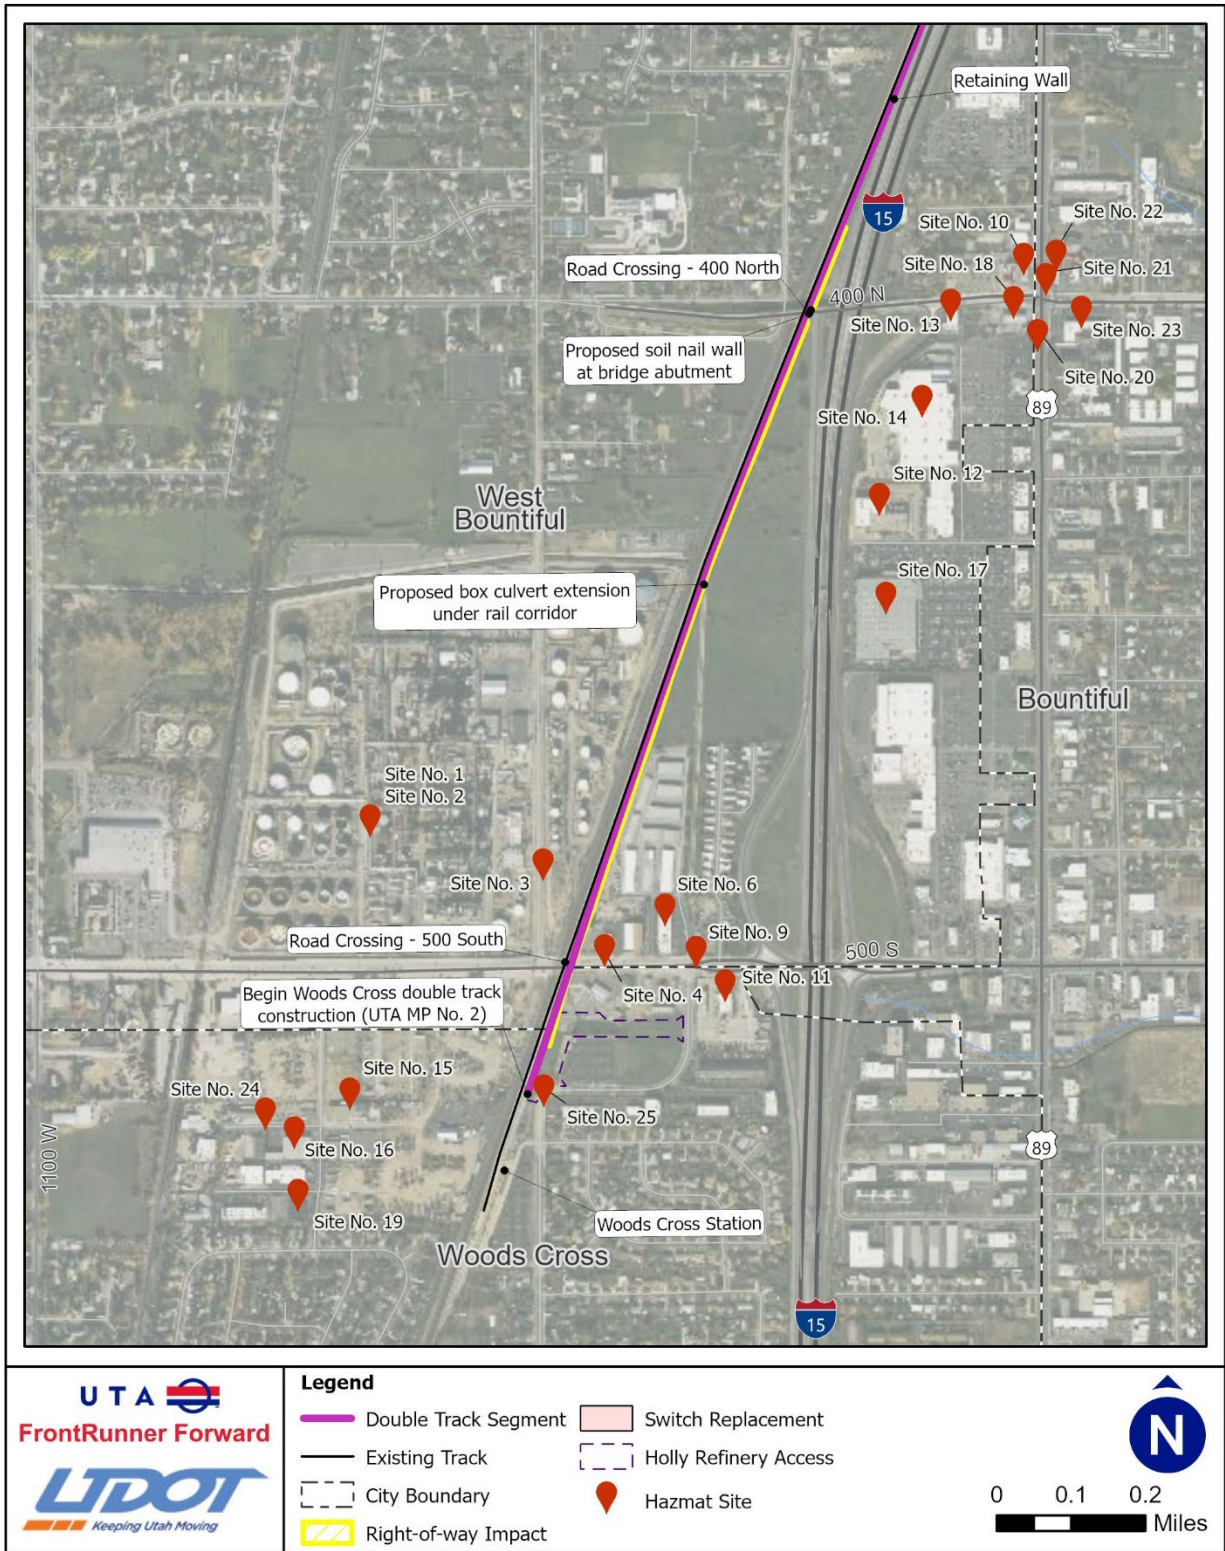 Retaining Wall
15
Site No. 22
Site No. 10
Site No. 18
Site No. 21
Road Crossing - 400 North
400 N
Site No. 13
Site No. 23
Proposed soil nail wall
at bridge abutment
Site No. 20
89
Site No. 14
Site No. 12
West
Bountiful
Proposed box culvert extension
under rail corridor
Site No. 17
Bountiful
Site No. 1
Site No. 2
Site No. 3
Site No. 6
Road Crossing - 500 South
Site No. 9
500 S
Site No. 4
Site No. 11
Begin Woods Cross double track
construction (UTA MP No. 2)
Site No. 15
Site No. 24
Site No. 25
Site No. 16
89
1100 W
Site No. 19
Woods Cross Station
Woods Cross
15
UTA
FrontRunner Forward
UDOT
Keeping Utah Moving
Legend
Double Track Segment
Existing Track
City Boundary
Right-of-way Impact
Switch Replacement
Holly Refinery Access
Hazmat Site
N
0 0.1 0.2
Miles